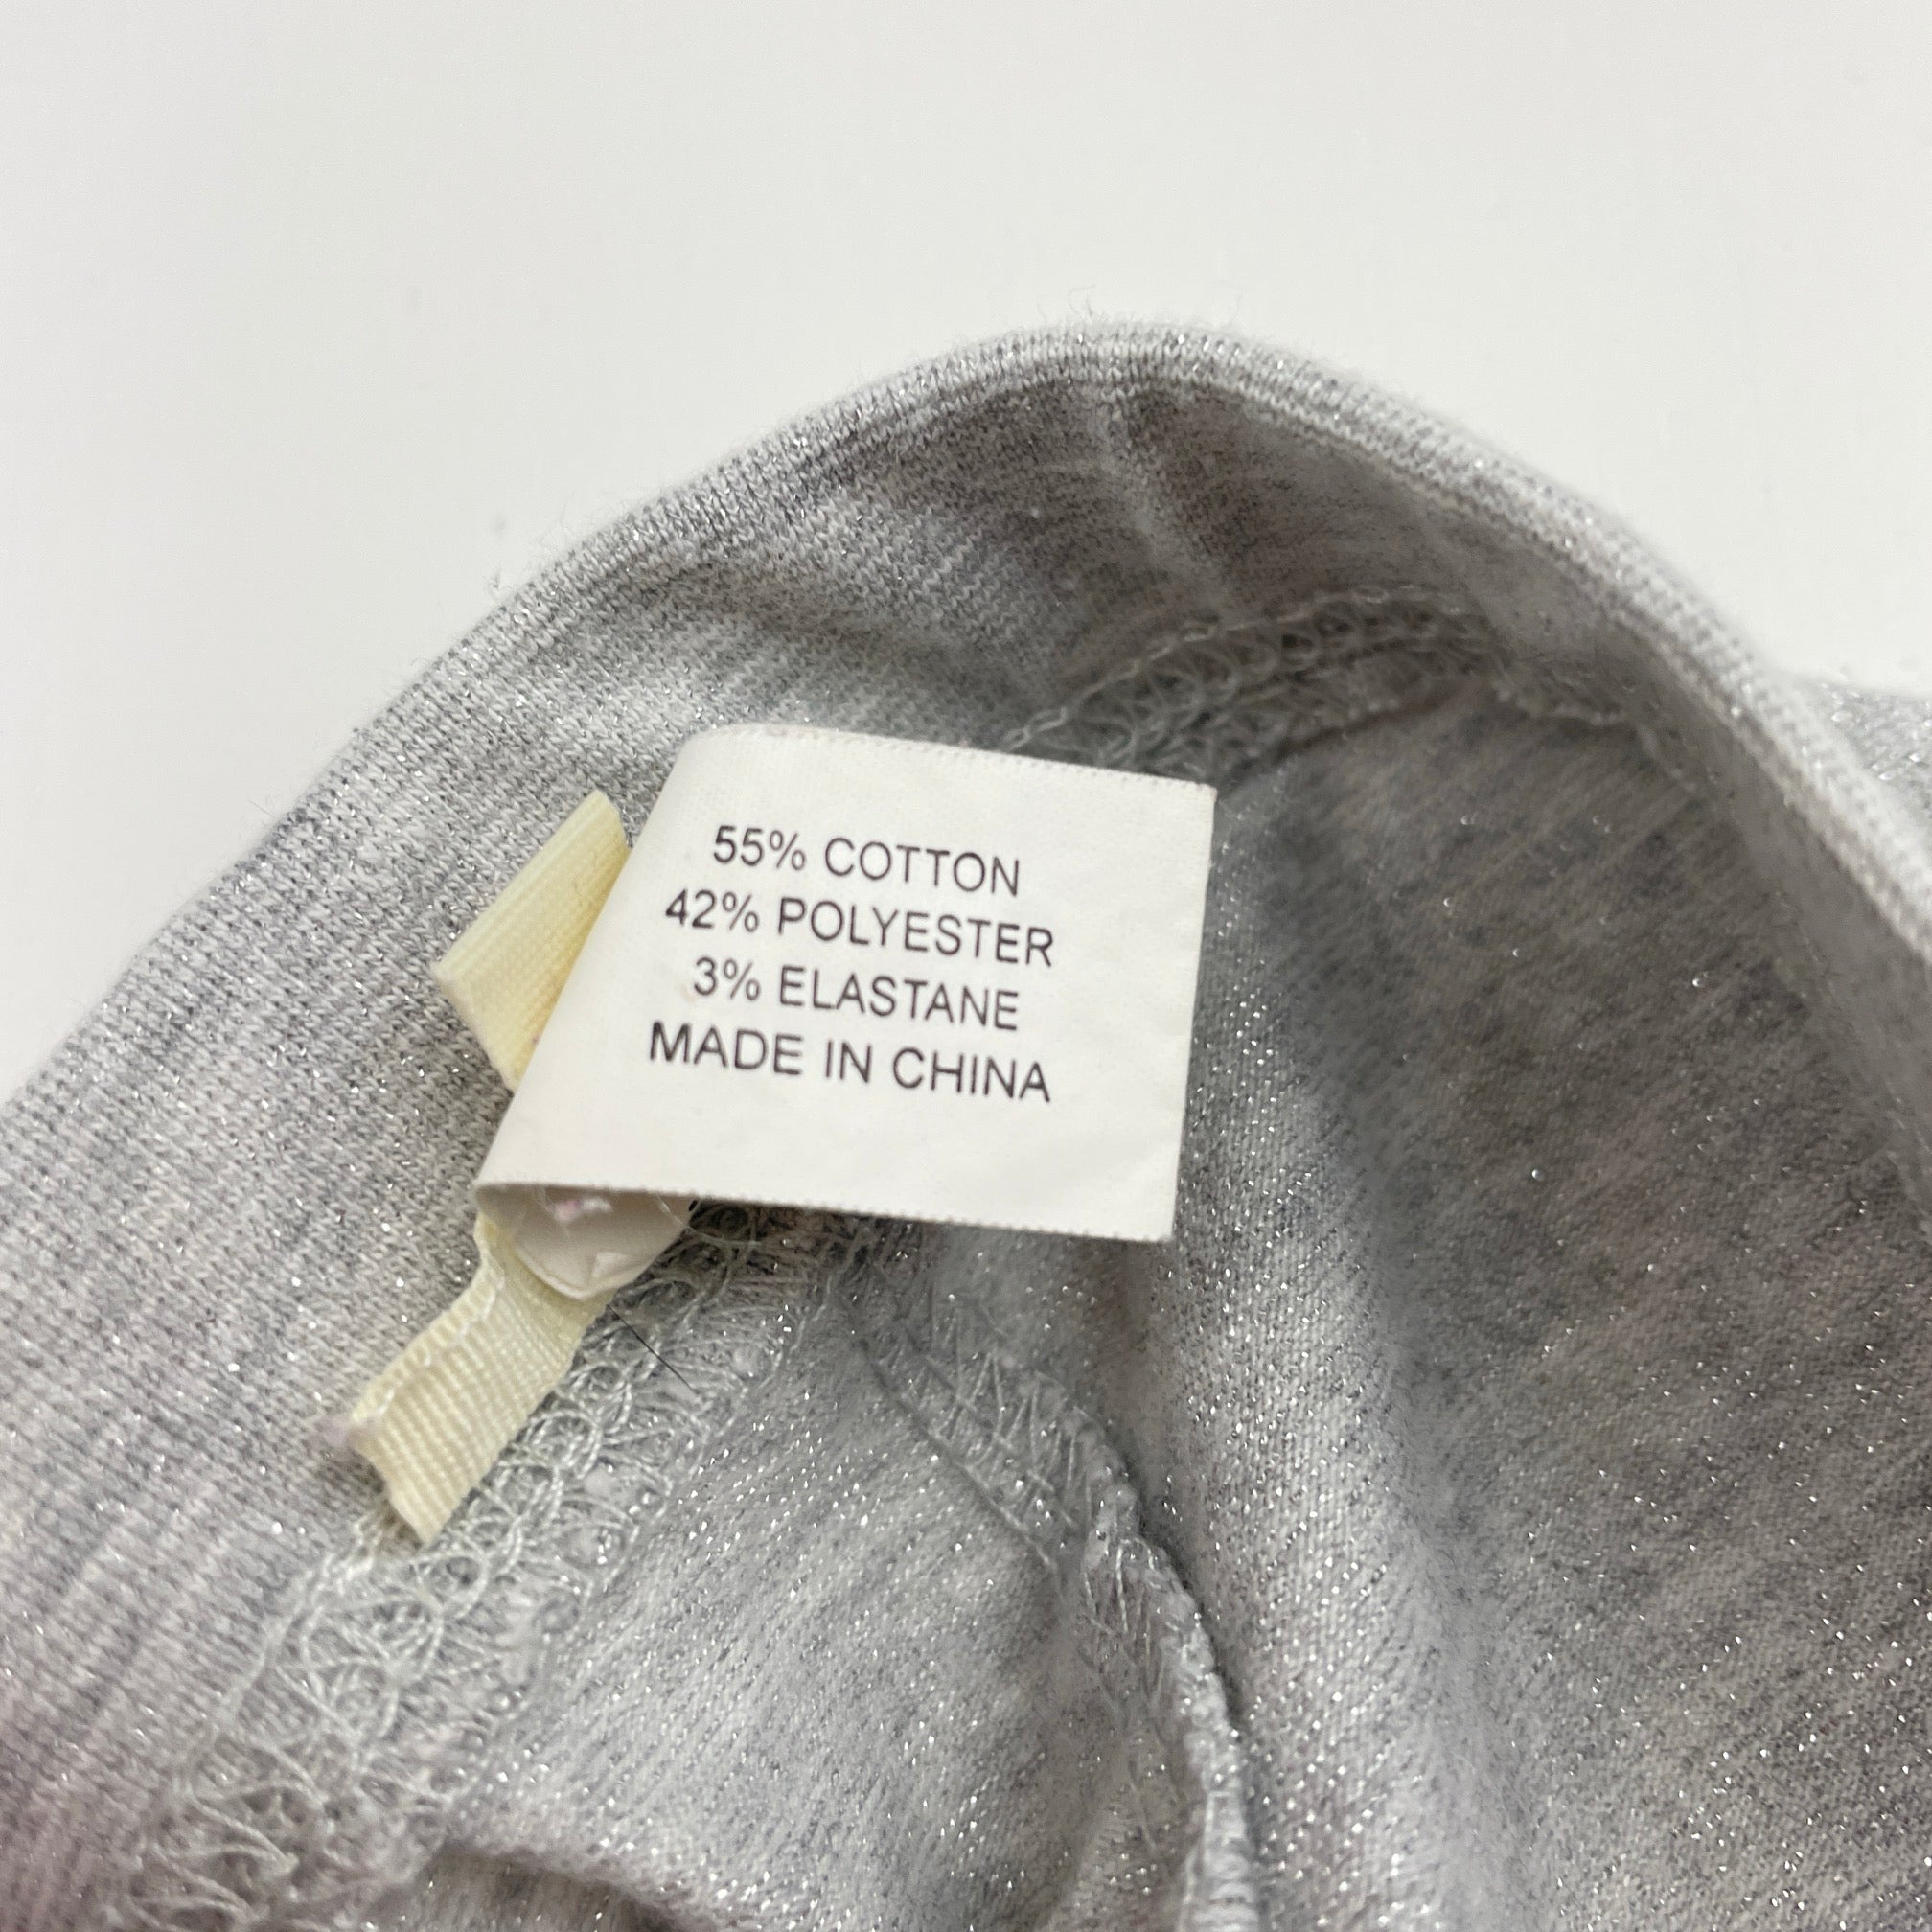 55% COTTON
42% POLYESTER
3% ELASTANE
MADE IN CHINA